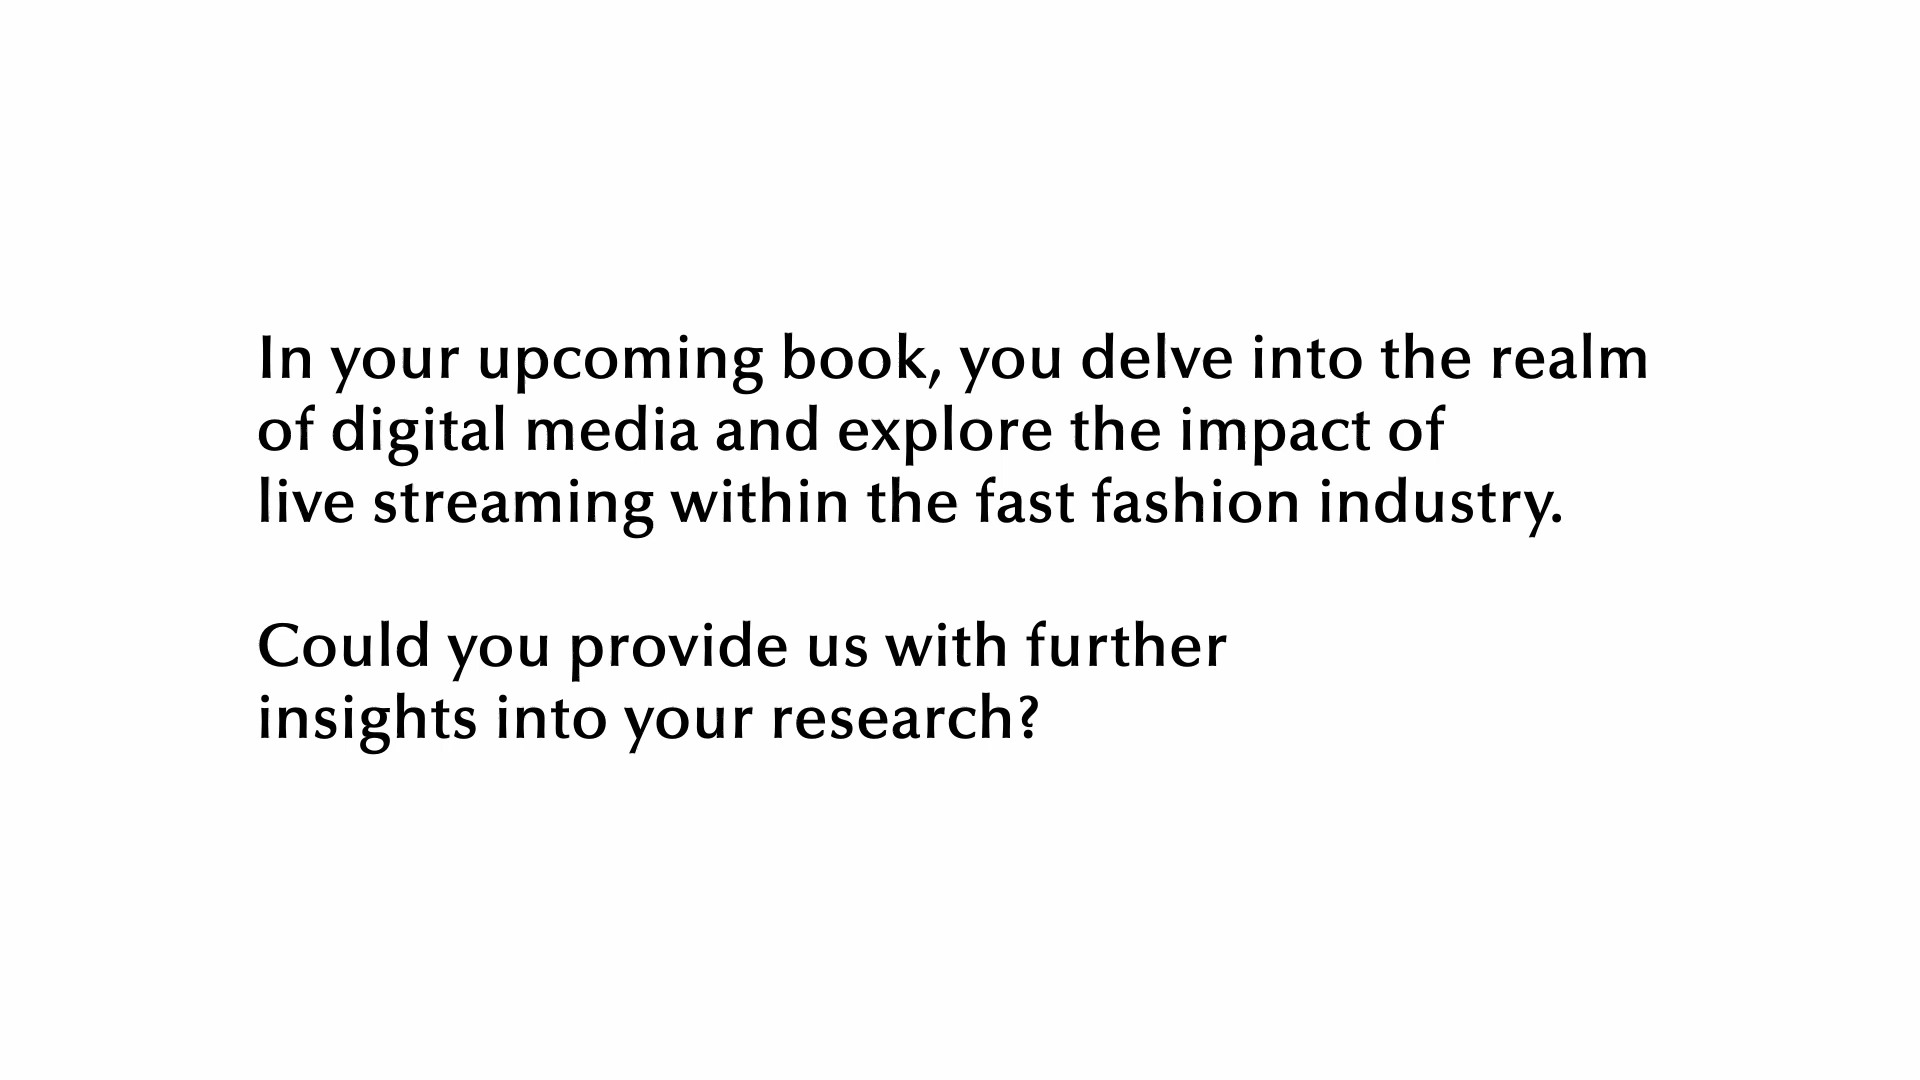 In your upcoming book, you delve into the realm
of digital media and explore the impact of
live streaming within the fast fashion industry.
Could you provide us with further
insights into your research?